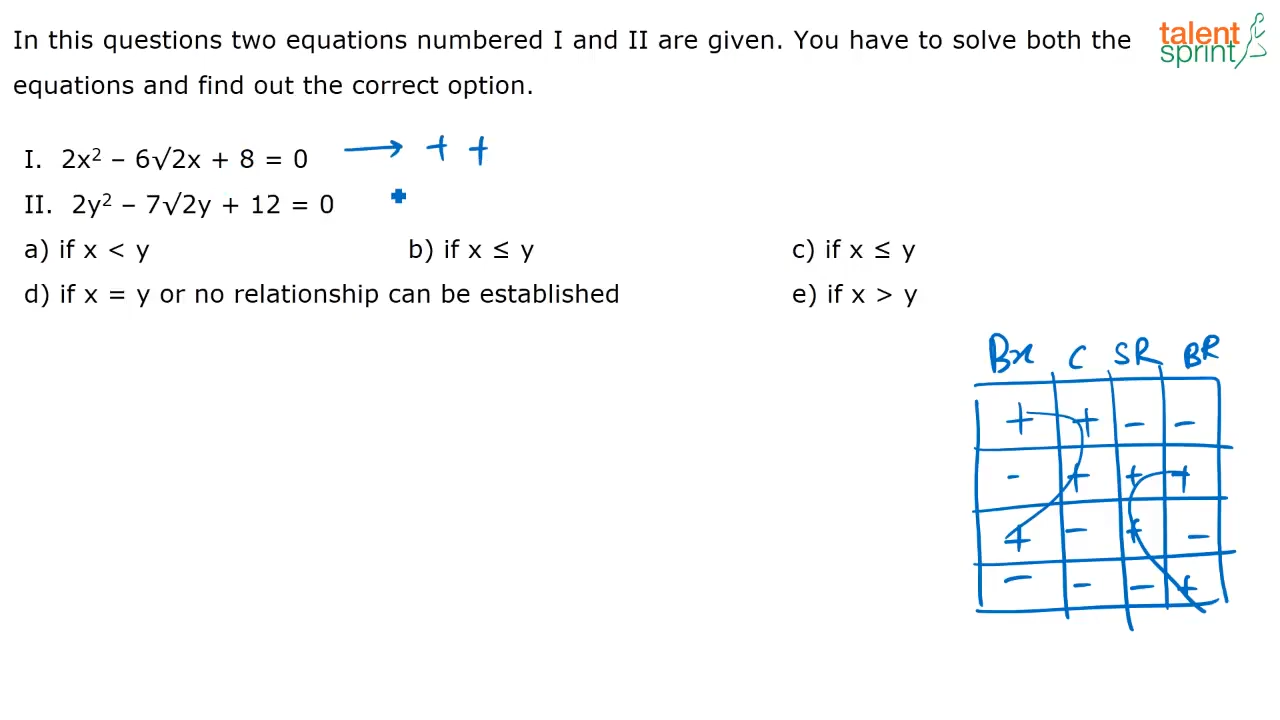 In this questions two equations numbered I and II are given. You have to solve both the
equations and find out the correct option.
talent
sprint
I. 2x² – 6√2x + 8 = 0 → + +
II. 2y² – 7√2y + 12 = 0
a) if x < y b) if x ≤ y c) if x ≤ y
d) if x = y or no relationship can be established e) if x > y
Bx C SR BR
+ + - -
- + + +
+ - + -
- - - +